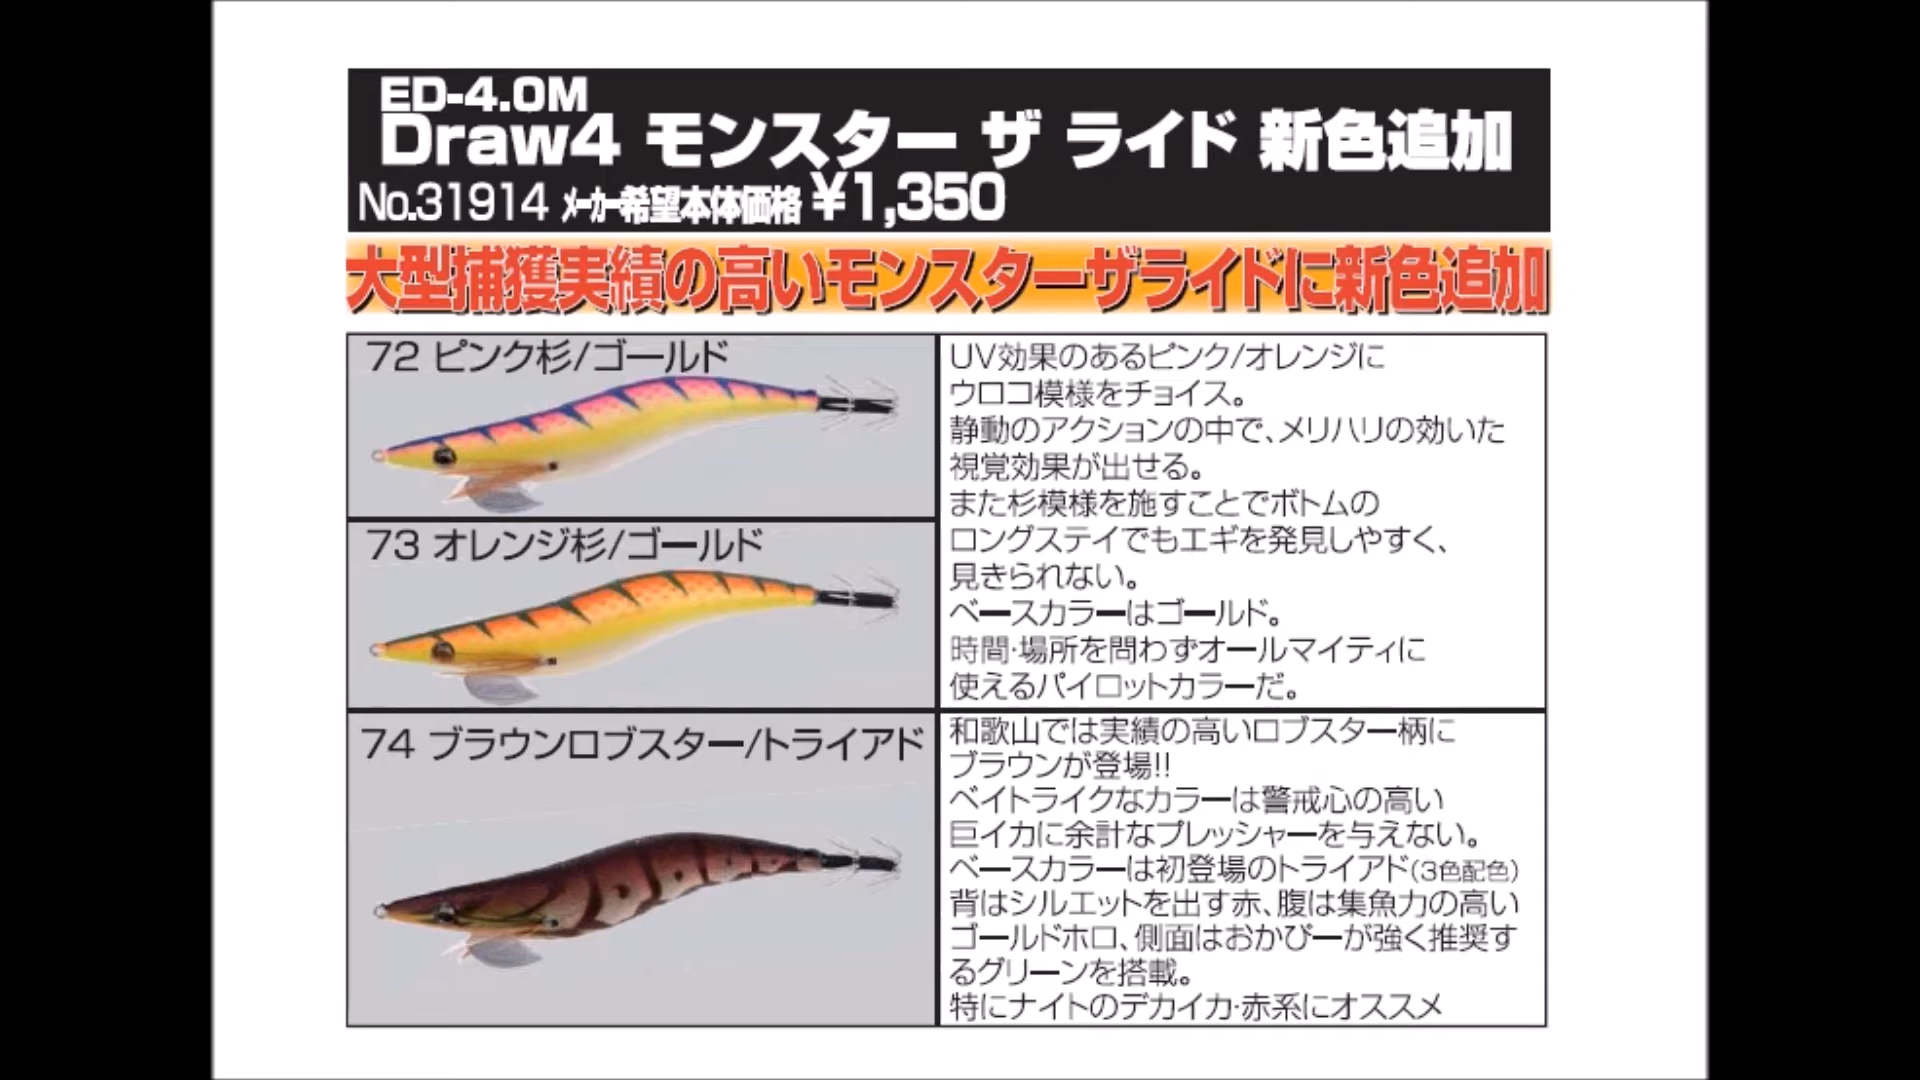 ED-4.0M
Draw4 モンスター ザ ライド 新色追加
No.31914 メーカー希望本体価格 ¥1,350
大型捕獲実績の高いモンスターザライドに新色追加
72 ピンク杉/ゴールド
UV効果のあるピンク/オレンジに
ウロコ模様をチョイス。
静動のアクションの中で、メリハリの効いた
視覚効果が出せる。
また杉模様を施すことでボトムの
ロングステイでもエギを発見しやすく、
見きられない。
ベースカラーはゴールド。
時間・場所を問わずオールマイティに
使えるパイロットカラーだ。
73 オレンジ杉/ゴールド
74 ブラウンロブスター/トライアド
和歌山では実績の高いロブスター柄に
ブラウンが登場!!
ベイトライクなカラーは警戒心の高い
巨イカに余計なプレッシャーを与えない。
ベースカラーは初登場のトライアド(3色配色)
背はシルエットを出す赤、腹は集魚力の高い
ゴールドホロ、側面はおかぴーが強く推奨す
るグリーンを搭載。
特にナイトのデカイカ・赤系にオススメ